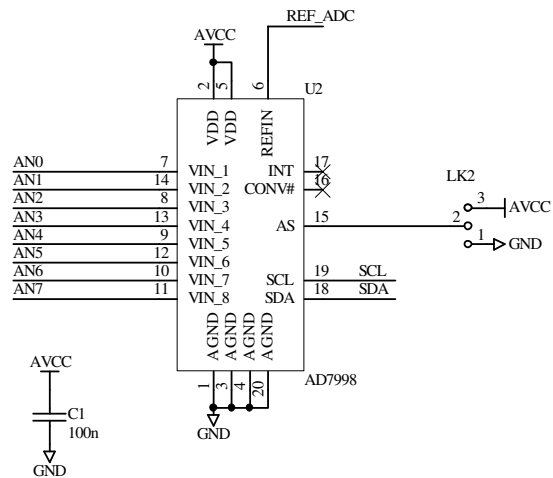 REF_ADC
AVCC
2 5 6 U2
VDD VDD REFIN
AN0 7 VIN_1 INT 17
AN1 14 VIN_2 CONV# 16
AN2 8 VIN_3
AN3 13 VIN_4 AS 15
AN4 9 VIN_5
AN5 12 VIN_6
AN6 10 VIN_7 SCL 19 SCL
AN7 11 VIN_8 SDA 18 SDA
LK2
3 AVCC
2
1 GND
AGND AGND AGND AGND
1 3 4 20 AD7998
GND
AVCC
C1
100n
GND